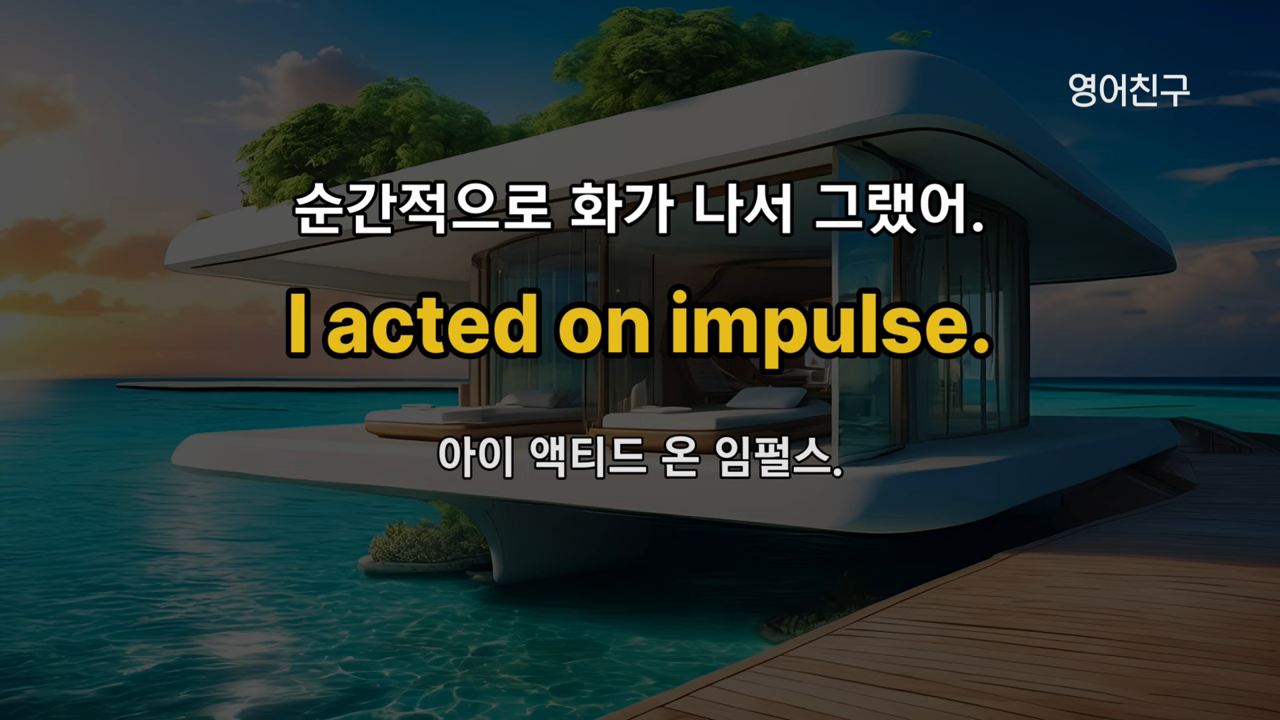 영어친구
순간적으로 화가 나서 그랬어.
I acted on impulse.
아이 액티드 온 임펄스.